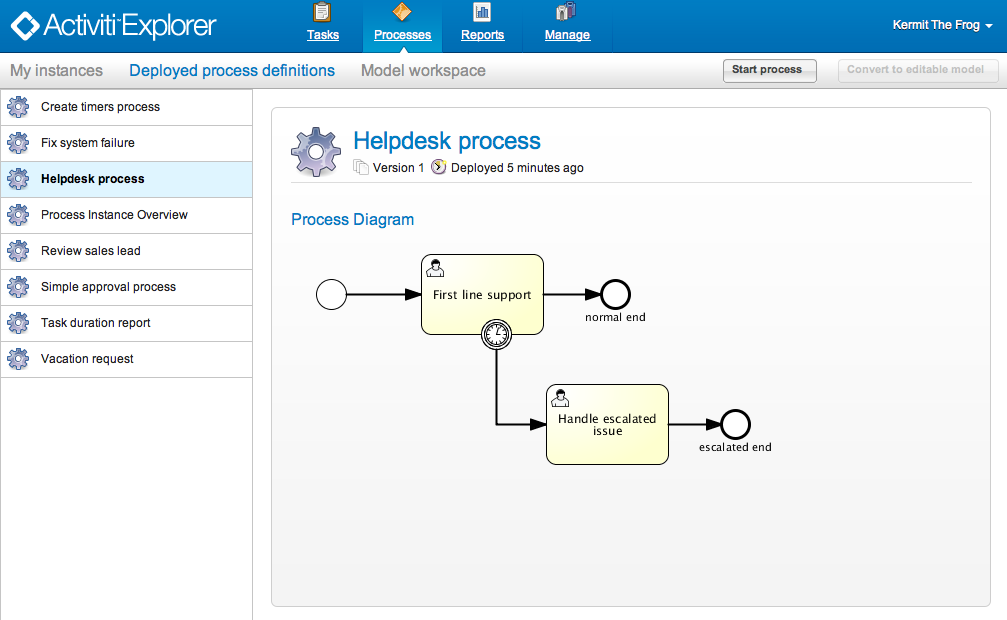 Activiti™Explorer
Tasks
Processes
Reports
Manage
Kermit The Frog
My instances
Deployed process definitions
Model workspace
Start process
Convert to editable model
Create timers process
Fix system failure
Helpdesk process
Process Instance Overview
Review sales lead
Simple approval process
Task duration report
Vacation request
Helpdesk process
Version 1
Deployed 5 minutes ago
Process Diagram
First line support
normal end
Handle escalated
issue
escalated end